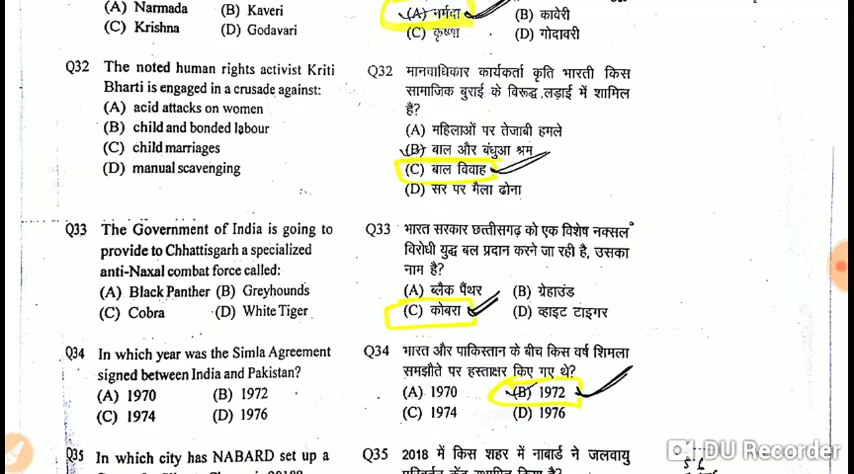 (A) Narmada (B) Kaveri
(C) Krishna (D) Godavari
Q32 The noted human rights activist Kriti
Bharti is engaged in a crusade against:
(A) acid attacks on women
(B) child and bonded labour
(C) child marriages
(D) manual scavenging
Q33 The Government of India is going to
provide to Chhattisgarh a specialized
anti-Naxal combat force called:
(A) Black Panther (B) Greyhounds
(C) Cobra (D) White Tiger
Q34 In which year was the Simla Agreement
signed between India and Pakistan?
(A) 1970 (B) 1972
(C) 1974 (D) 1976
Q35 In which city has NABARD set up a
(A) नर्मदा (B) कावेरी
(C) कृष्णा (D) गोदावरी
Q32 मानवाधिकार कार्यकर्ता कृति भारती किस
सामाजिक बुराई के विरूद्ध लड़ाई में शामिल
है?
(A) महिलाओं पर तेजाबी हमले
(B) बाल और बंधुआ श्रम
(C) बाल विवाह
(D) सर पर मैला ढोना
Q33 भारत सरकार छत्तीसगढ़ को एक विशेष नक्सल
विरोधी युद्ध बल प्रदान करने जा रही है, उसका
नाम है?
(A) ब्लैक पैंथर (B) ग्रेहाउंड
(C) कोबरा (D) व्हाइट टाइगर
Q34 भारत और पाकिस्तान के बीच किस वर्ष शिमला
समझौते पर हस्ताक्षर किए गए थे?
(A) 1970 (B) 1972
(C) 1974 (D) 1976
Q35 2018 में किस शहर में नाबार्ड ने जलवायु
DU Recorder